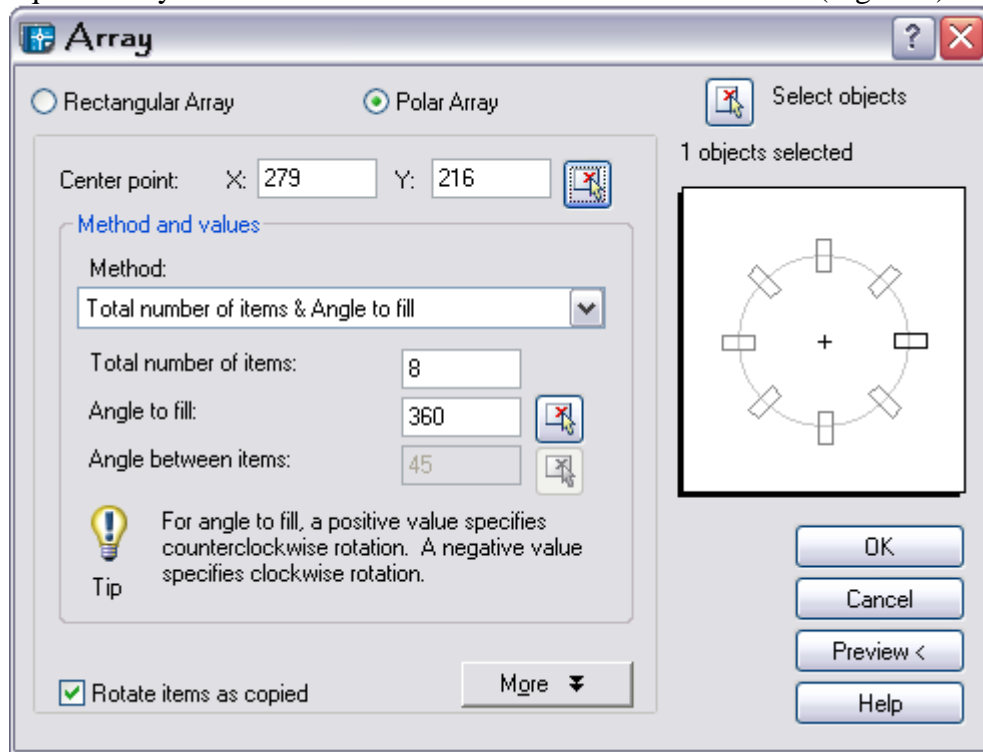 Array
Rectangular Array Polar Array Select objects
1 objects selected
Center point: X: 279 Y: 216
Method and values
Method:
Total number of items & Angle to fill
Total number of items: 8
Angle to fill: 360
Angle between items: 45
For angle to fill, a positive value specifies
counterclockwise rotation. A negative value
specifies clockwise rotation.
Tip
OK
Cancel
Preview <
Help
Rotate items as copied More